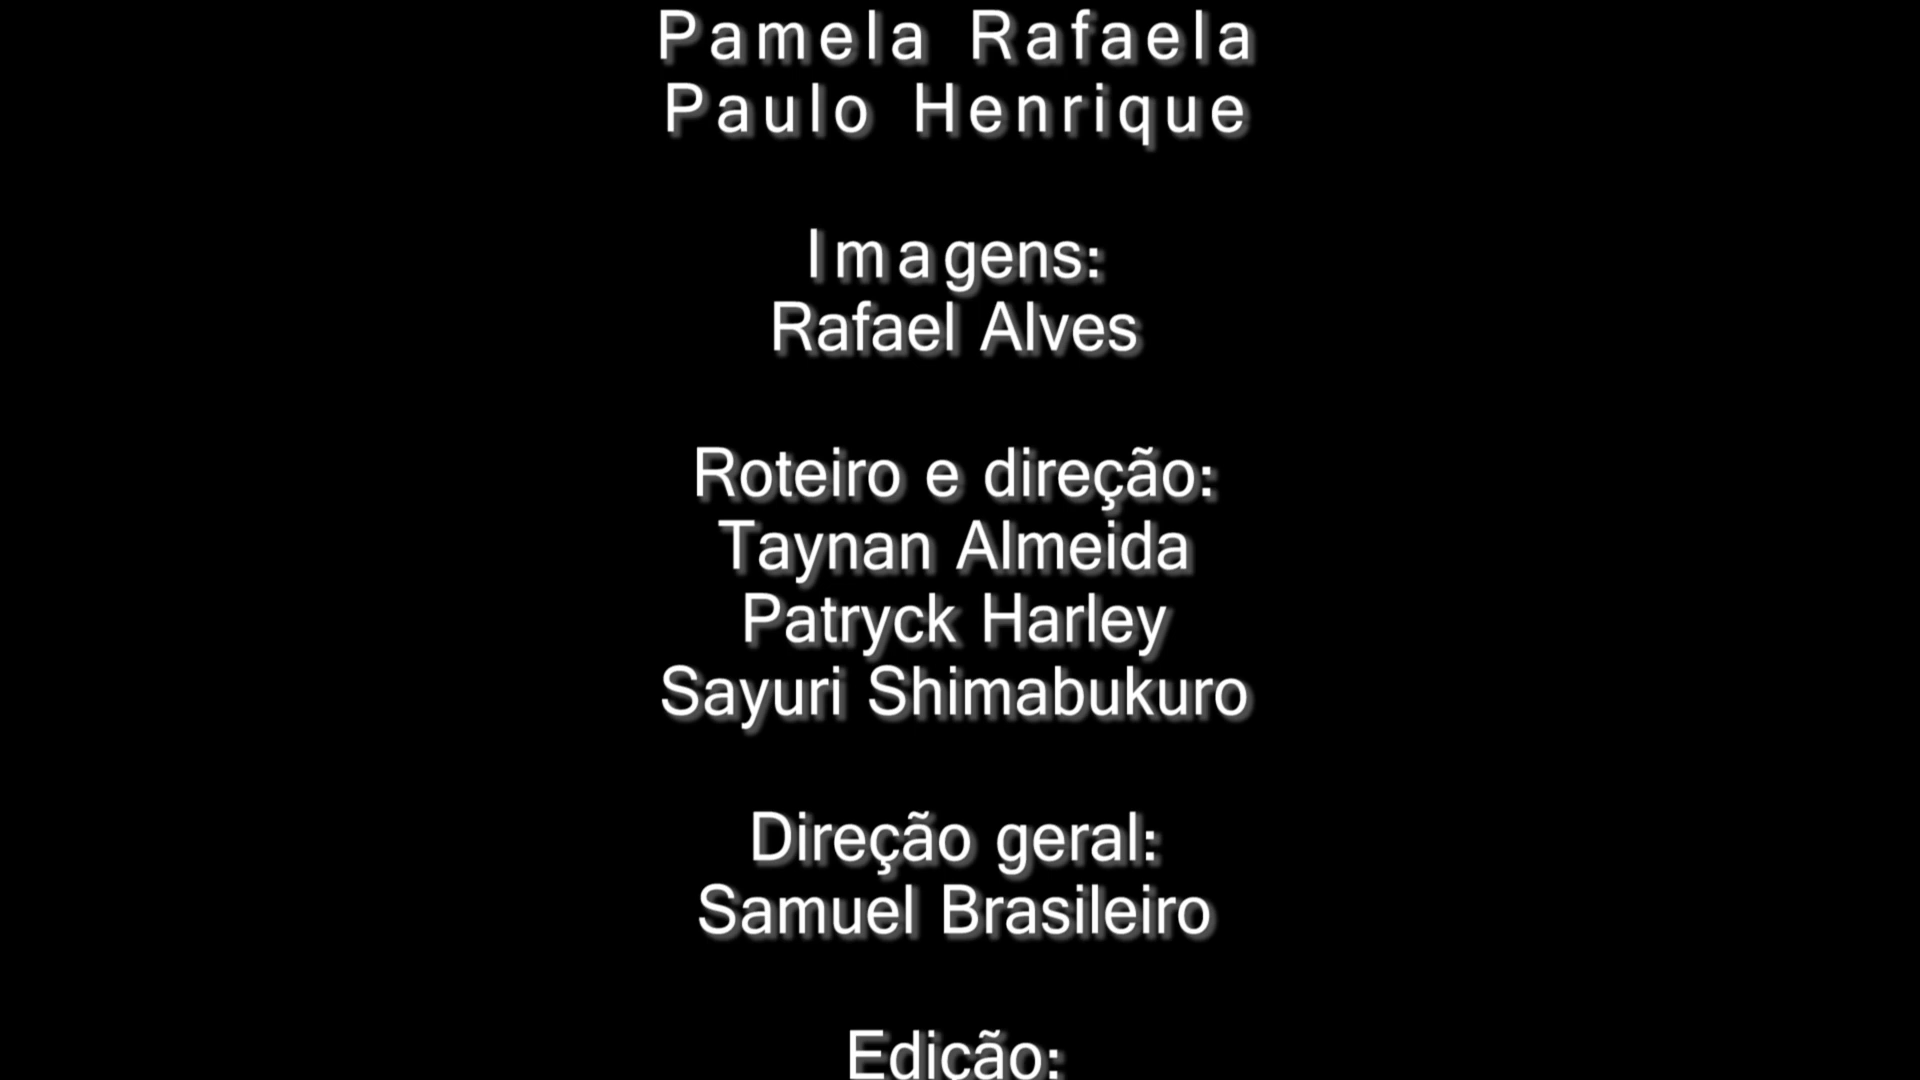 Pamela Rafaela
Paulo Henrique
Imagens:
Rafael Alves
Roteiro e direção:
Taynan Almeida
Patryck Harley
Sayuri Shimabukuro
Direção geral:
Samuel Brasileiro
Edição: